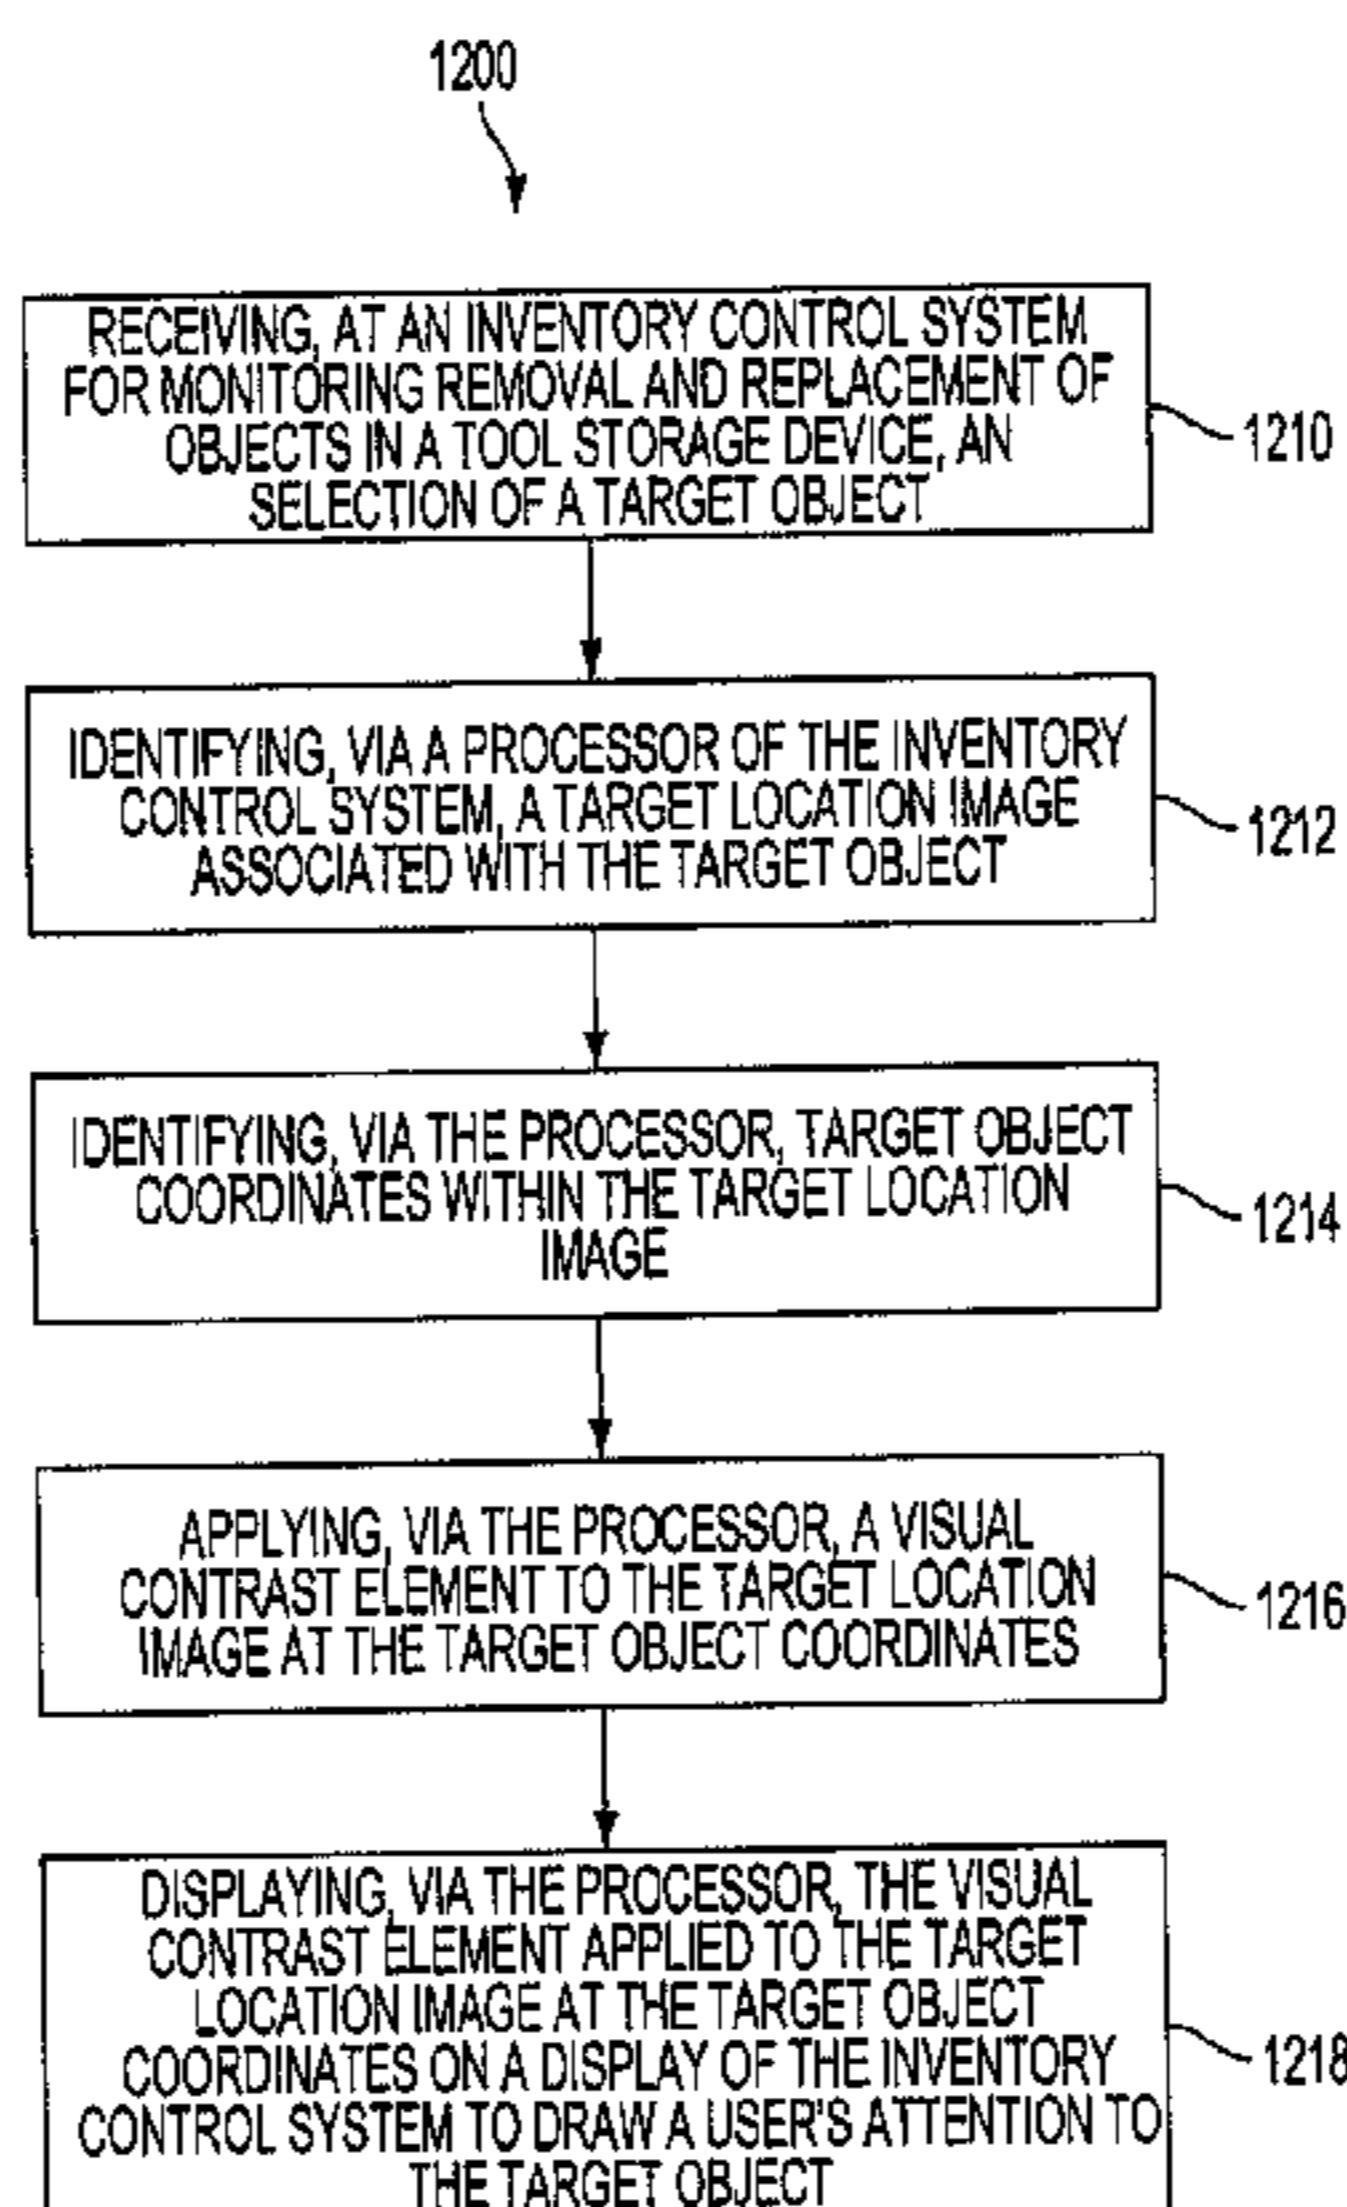 1200
RECEIVING, AT AN INVENTORY CONTROL SYSTEM
FOR MONITORING REMOVAL AND REPLACEMENT OF
OBJECTS IN A TOOL STORAGE DEVICE, AN
SELECTION OF A TARGET OBJECT
1210
IDENTIFYING, VIA A PROCESSOR OF THE INVENTORY
CONTROL SYSTEM, A TARGET LOCATION IMAGE
ASSOCIATED WITH THE TARGET OBJECT
1212
IDENTIFYING, VIA THE PROCESSOR, TARGET OBJECT
COORDINATES WITHIN THE TARGET LOCATION
IMAGE
1214
APPLYING, VIA THE PROCESSOR, A VISUAL
CONTRAST ELEMENT TO THE TARGET LOCATION
IMAGE AT THE TARGET OBJECT COORDINATES
1216
DISPLAYING, VIA THE PROCESSOR, THE VISUAL
CONTRAST ELEMENT APPLIED TO THE TARGET
LOCATION IMAGE AT THE TARGET OBJECT
COORDINATES ON A DISPLAY OF THE INVENTORY
CONTROL SYSTEM TO DRAW A USER'S ATTENTION TO
THE TARGET OBJECT
1218